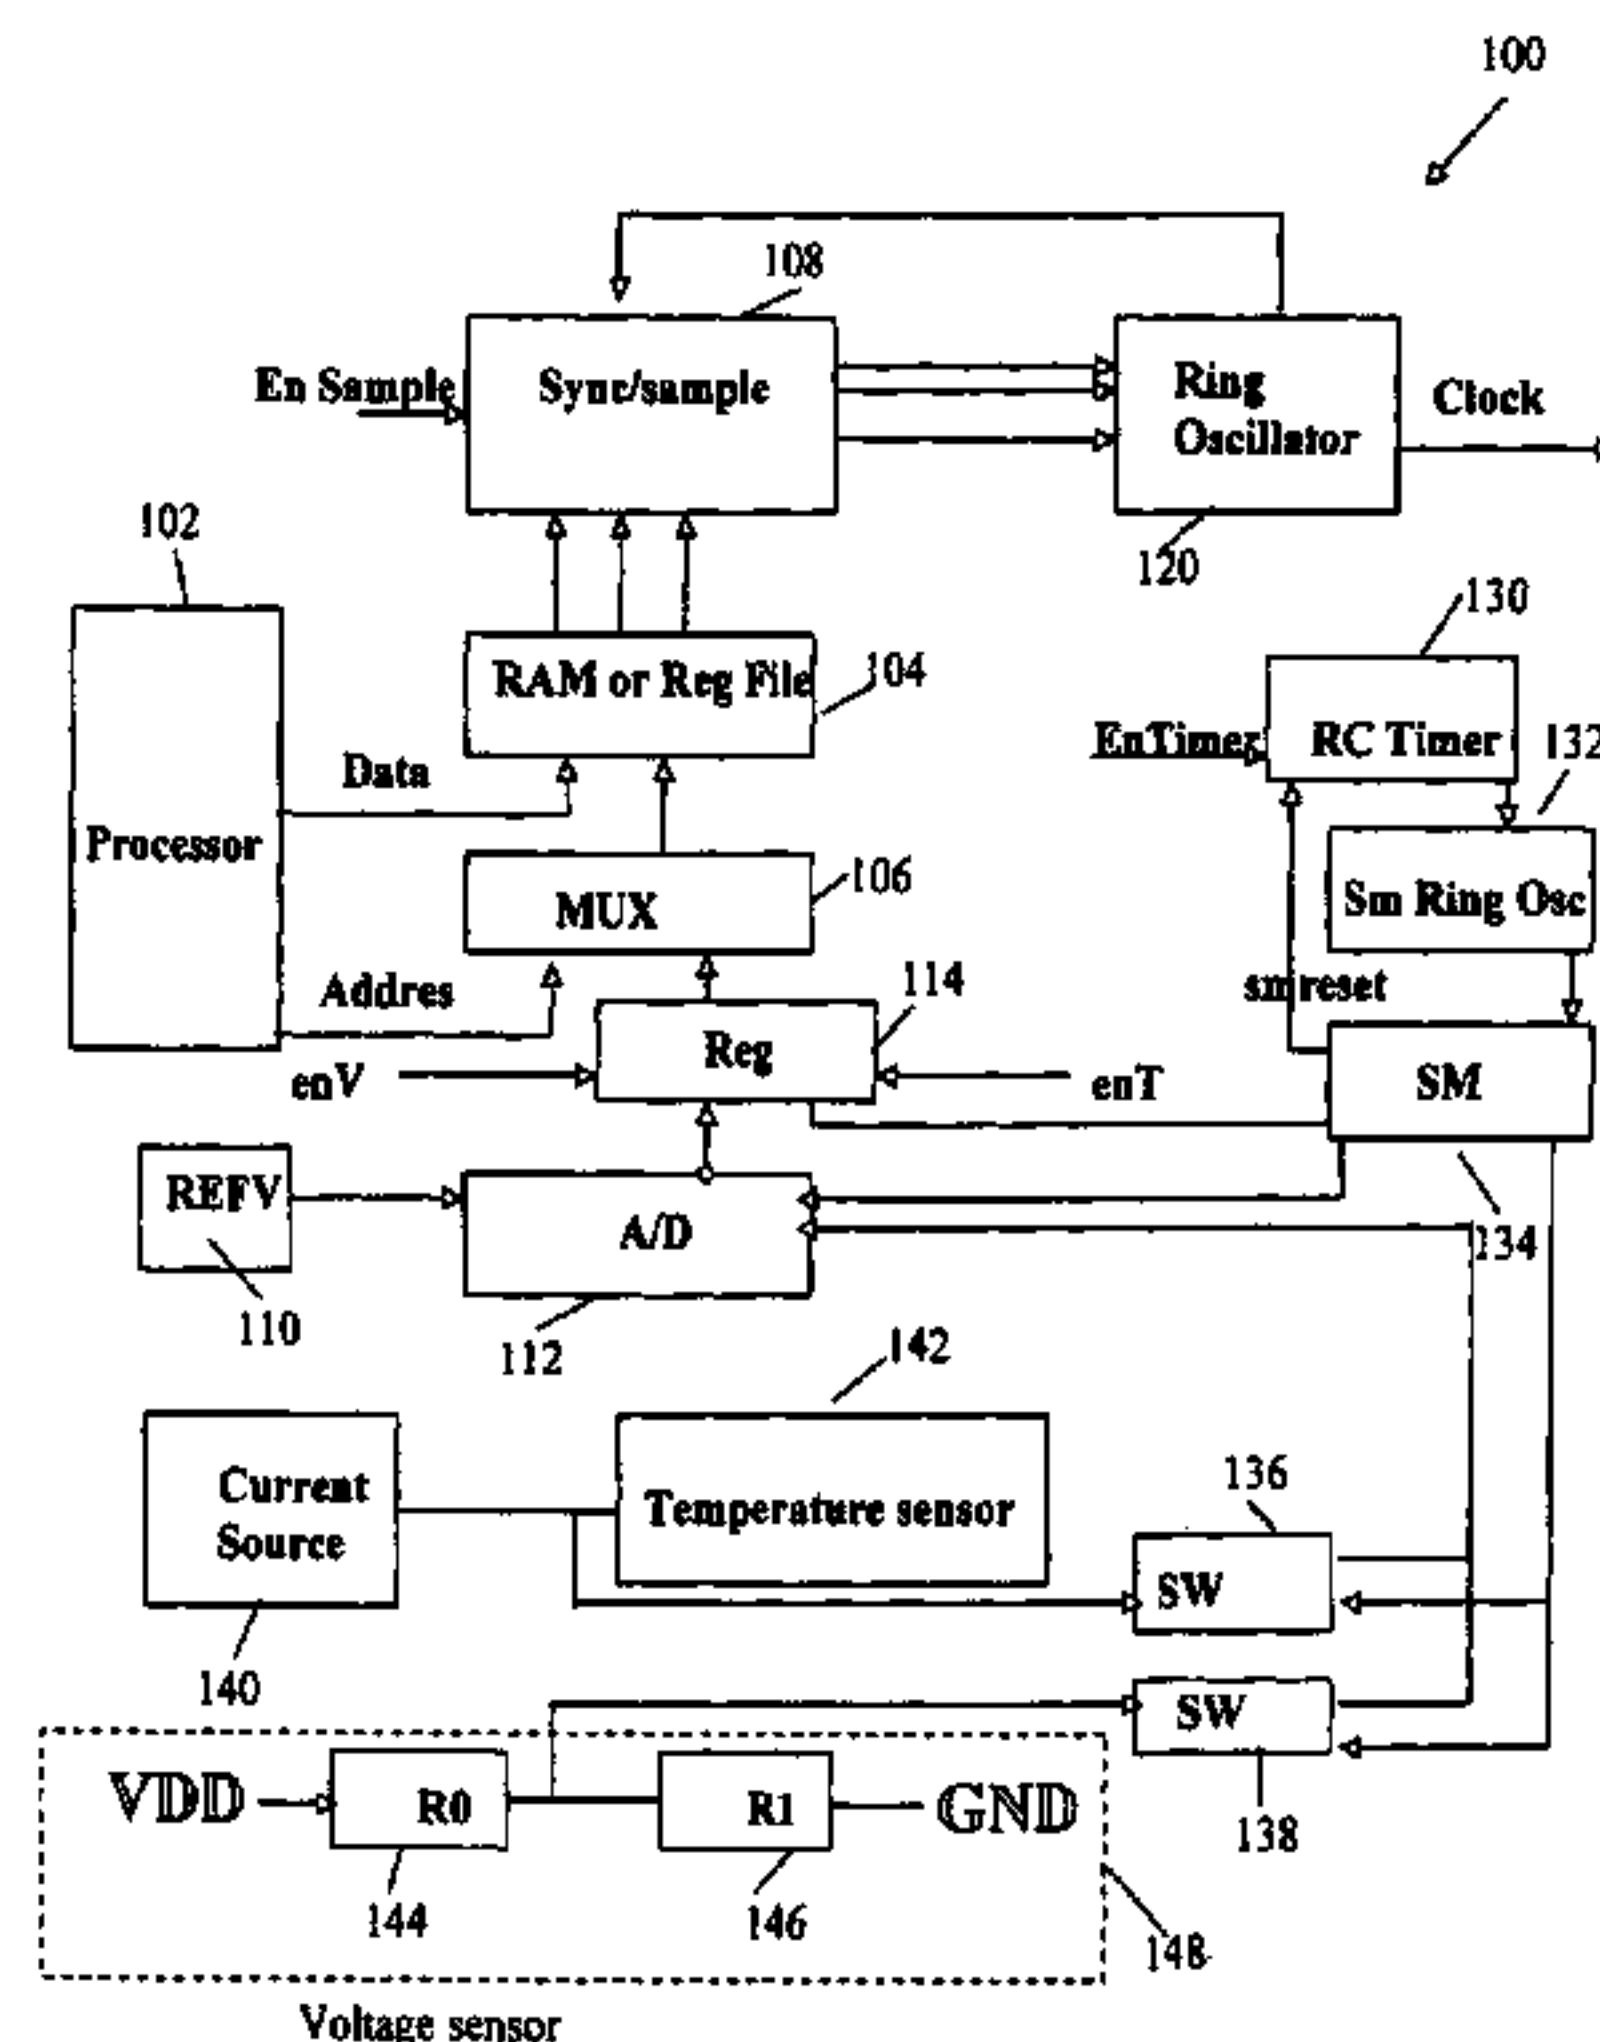 100
108
En Sample
Sync/sample
Ring
Oscillator
Clock
102
120
130
RAM or Reg File
104
EnTimer
RC Timer
132
Data
Processor
MUX
106
Sm Ring Osc
Addres
114
smreset
Reg
enV
enT
SM
REFV
A/D
134
110
112
142
Current
Source
Temperature sensor
136
SW
140
SW
VDD
R0
R1
GND
138
144
146
148
Voltage sensor